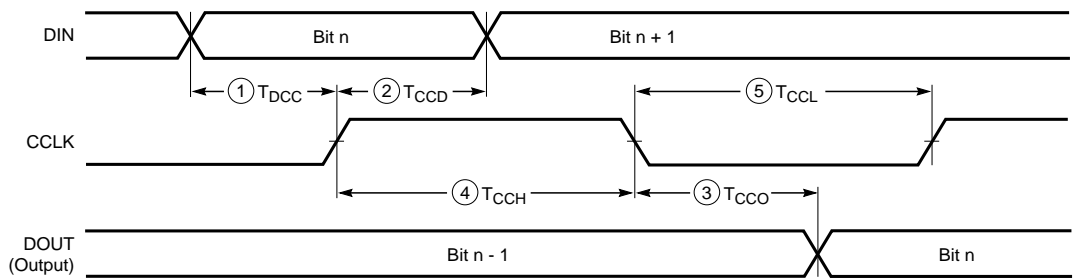 DIN
Bit n
Bit n + 1
1 TDCC
2 TCCD
5 TCCL
CCLK
4 TCCH
3 TCCO
DOUT
(Output)
Bit n - 1
Bit n